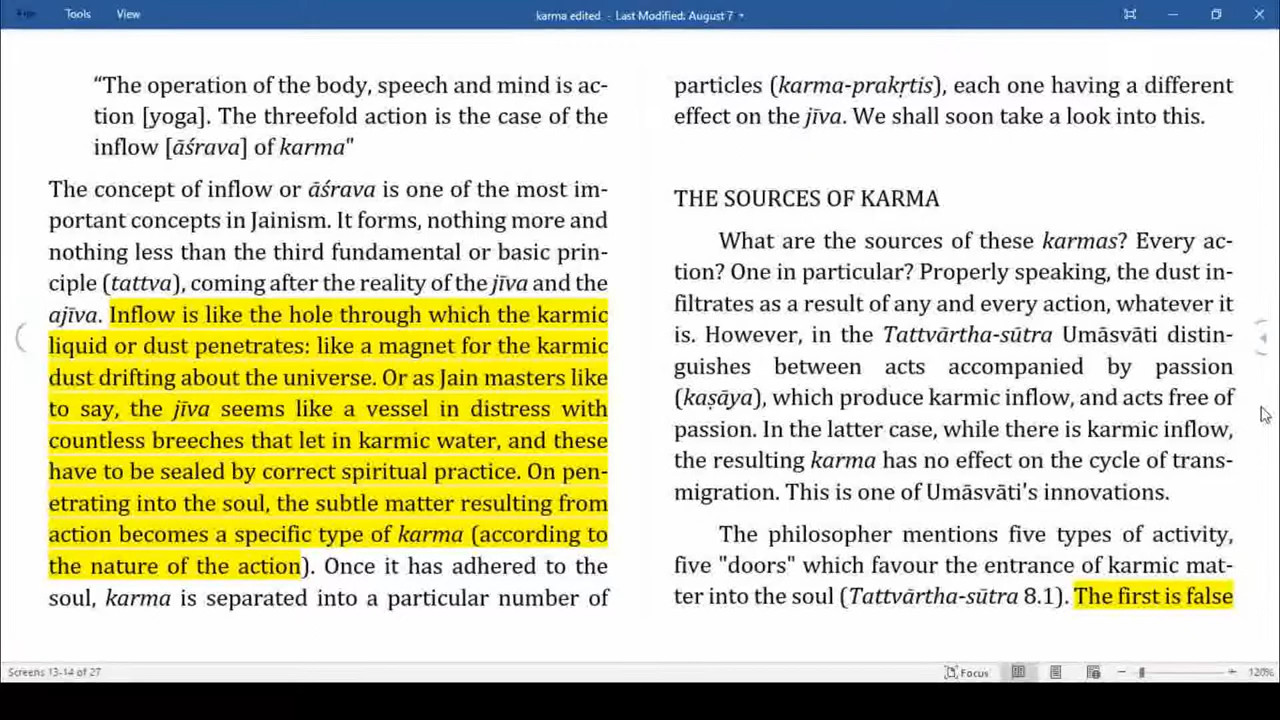 File Tools View
karma edited - Last Modified: August 7
“The operation of the body, speech and mind is ac-
tion [yoga]. The threefold action is the case of the
inflow [āśrava] of karma"
The concept of inflow or āśrava is one of the most im-
portant concepts in Jainism. It forms, nothing more and
nothing less than the third fundamental or basic prin-
ciple (tattva), coming after the reality of the jīva and the
ajīva. Inflow is like the hole through which the karmic
liquid or dust penetrates: like a magnet for the karmic
dust drifting about the universe. Or as Jain masters like
to say, the jīva seems like a vessel in distress with
countless breeches that let in karmic water, and these
have to be sealed by correct spiritual practice. On pen-
etrating into the soul, the subtle matter resulting from
action becomes a specific type of karma (according to
the nature of the action). Once it has adhered to the
soul, karma is separated into a particular number of
particles (karma-prakṛtis), each one having a different
effect on the jīva. We shall soon take a look into this.
THE SOURCES OF KARMA
What are the sources of these karmas? Every ac-
tion? One in particular? Properly speaking, the dust in-
filtrates as a result of any and every action, whatever it
is. However, in the Tattvārtha-sūtra Umāsvāti distin-
guishes between acts accompanied by passion
(kaṣāya), which produce karmic inflow, and acts free of
passion. In the latter case, while there is karmic inflow,
the resulting karma has no effect on the cycle of trans-
migration. This is one of Umāsvāti's innovations.
The philosopher mentions five types of activity,
five "doors" which favour the entrance of karmic mat-
ter into the soul (Tattvārtha-sūtra 8.1). The first is false
Screens 13-14 of 27
Focus
120%